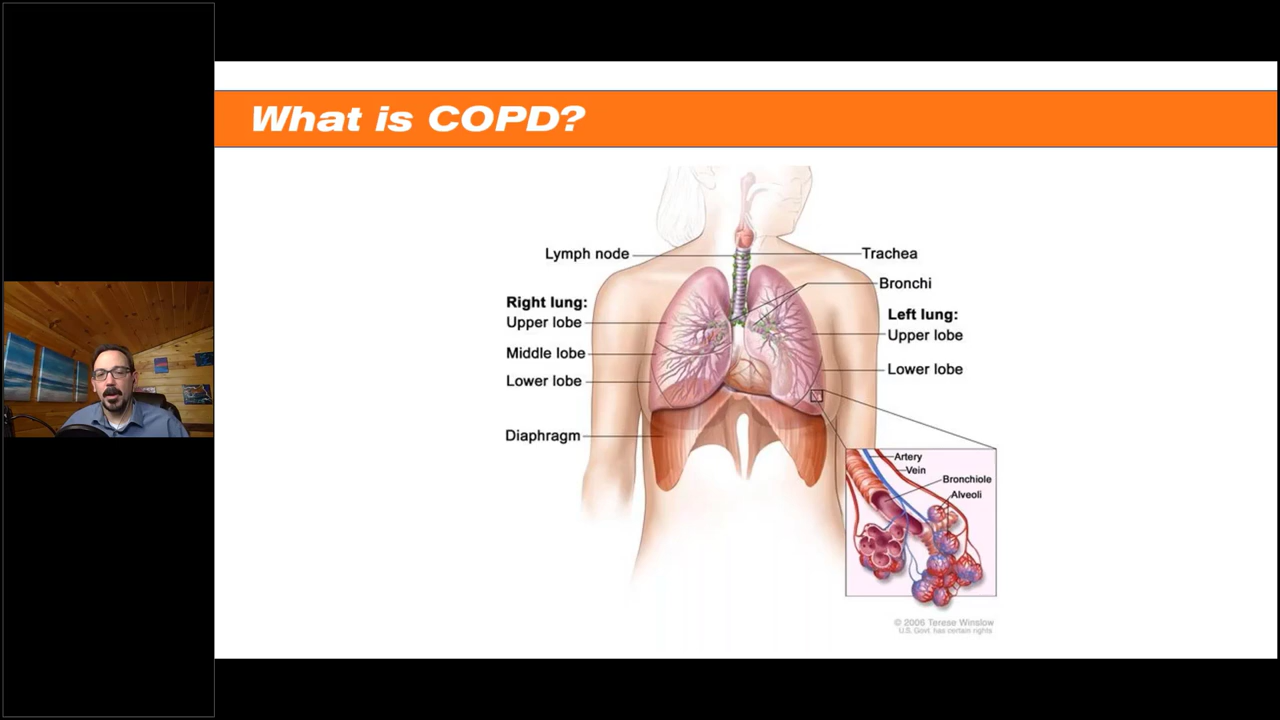 What is COPD?
Lymph node
Trachea
Bronchi
Right lung:
Upper lobe
Middle lobe
Lower lobe
Left lung:
Upper lobe
Lower lobe
Diaphragm
Artery
Vein
Bronchiole
Alveoli
© 2006 Terese Winslow
U.S. Govt. has certain rights